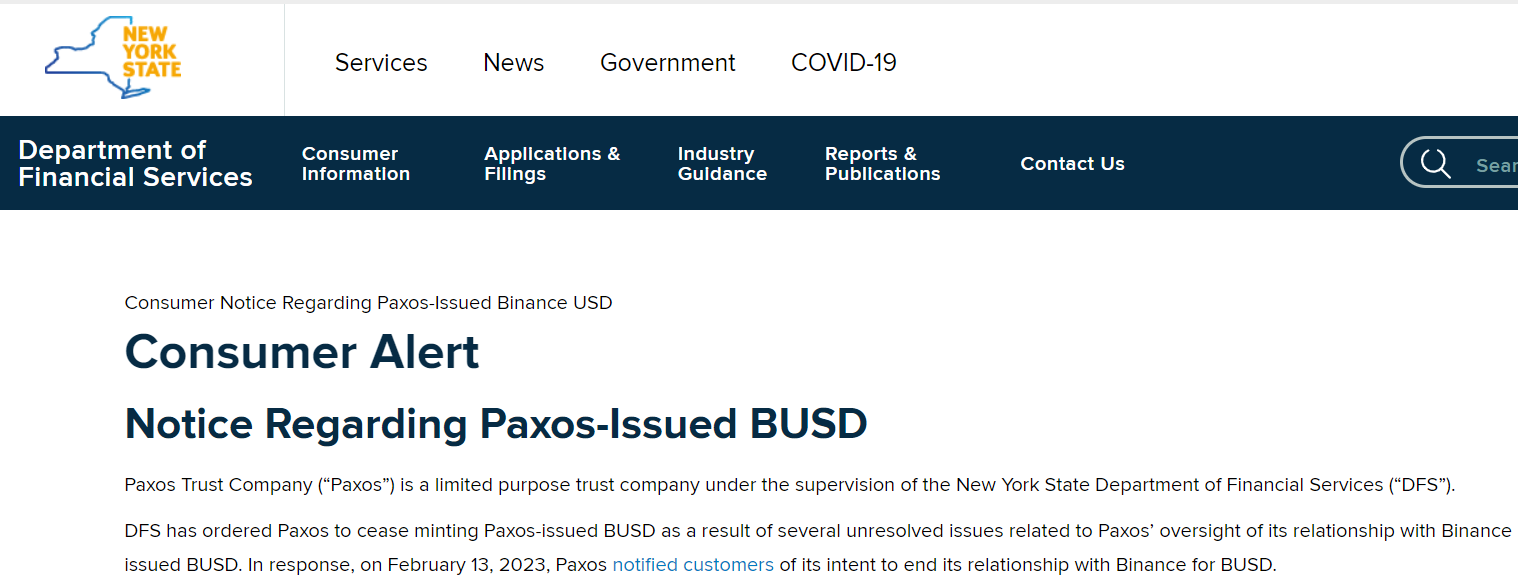 NEW
YORK
STATE
Services News Government COVID-19
Department of
Financial Services
Consumer
Information
Applications &
Filings
Industry
Guidance
Reports &
Publications
Contact Us
Sear
Consumer Notice Regarding Paxos-Issued Binance USD
Consumer Alert
Notice Regarding Paxos-Issued BUSD
Paxos Trust Company (“Paxos”) is a limited purpose trust company under the supervision of the New York State Department of Financial Services (“DFS”).
DFS has ordered Paxos to cease minting Paxos-issued BUSD as a result of several unresolved issues related to Paxos’ oversight of its relationship with Binance
issued BUSD. In response, on February 13, 2023, Paxos notified customers of its intent to end its relationship with Binance for BUSD.